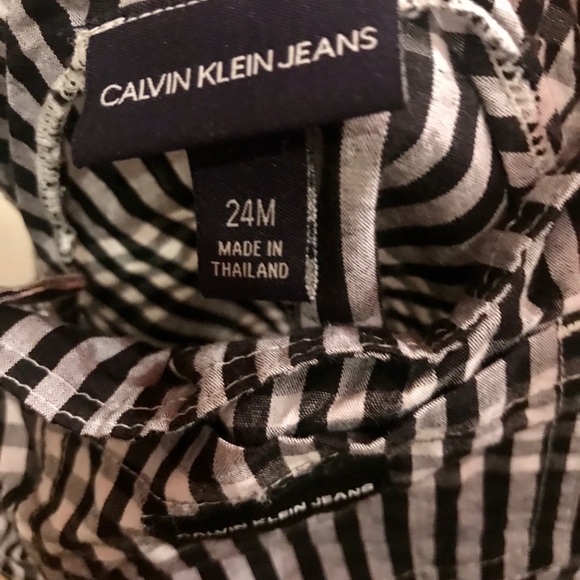 CALVIN KLEIN JEANS
24M
MADE IN
THAILAND
CALVIN KLEIN JEANS